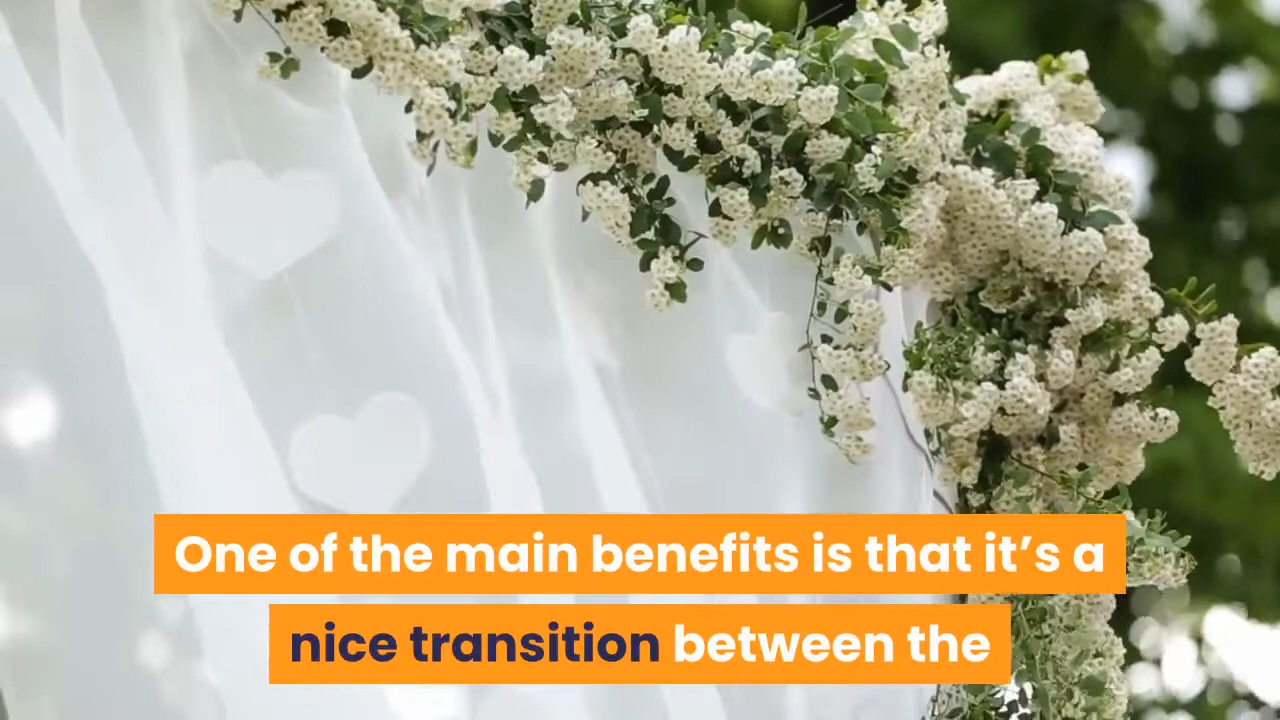 One of the main benefits is that it’s a
nice transition between the